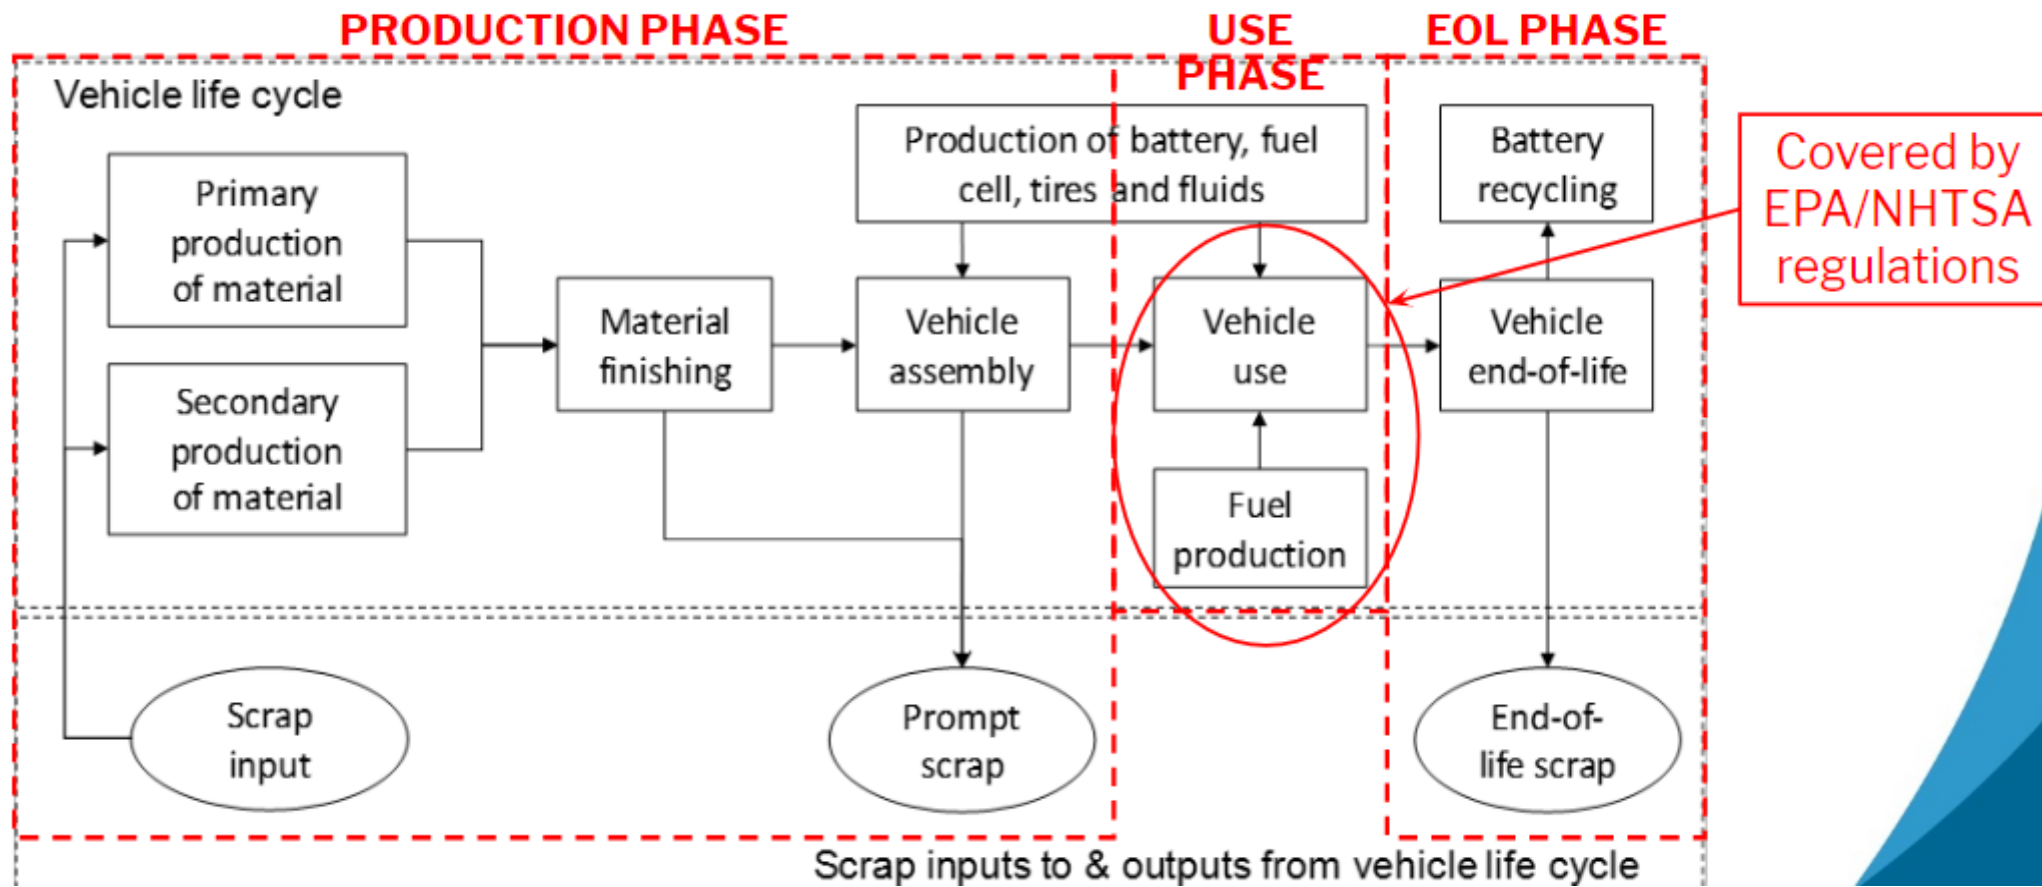 PRODUCTION PHASE
USE
PHASE
EOL PHASE
Vehicle life cycle
Primary
production
of material
Secondary
production
of material
Material
finishing
Production of battery, fuel
cell, tires and fluids
Vehicle
assembly
Vehicle
use
Fuel
production
Battery
recycling
Vehicle
end-of-life
Covered by
EPA/NHTSA
regulations
Scrap
input
Prompt
scrap
End-of-
life scrap
Scrap inputs to & outputs from vehicle life cycle